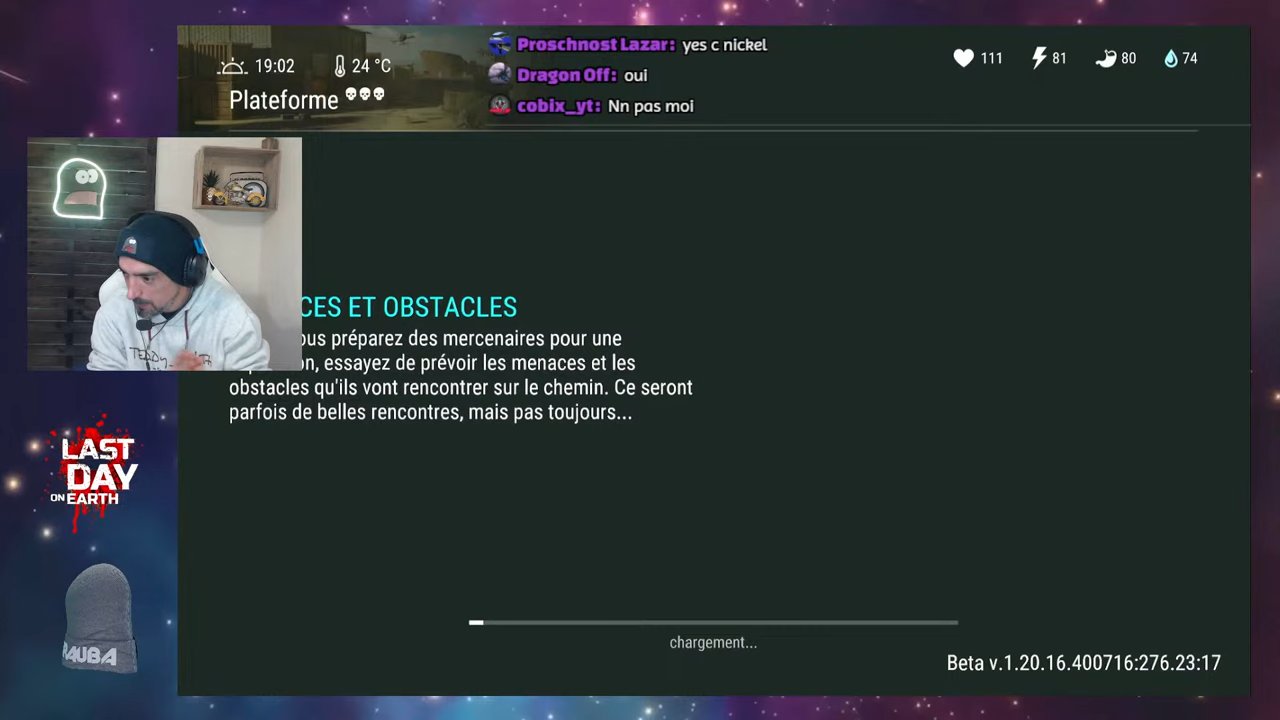 Proschnost Lazar: yes c nickel
Dragon Off: oui
cobix_yt: Nn pas moi
19:02
24 °C
Plateforme
111
81
80
74
CES ET OBSTACLES
ous préparez des mercenaires pour une
on, essayez de prévoir les menaces et les
obstacles qu'ils vont rencontrer sur le chemin. Ce seront
parfois de belles rencontres, mais pas toujours...
LAST
DAY
ON EARTH
RAUBA
chargement...
Beta v.1.20.16.400716:276.23:17